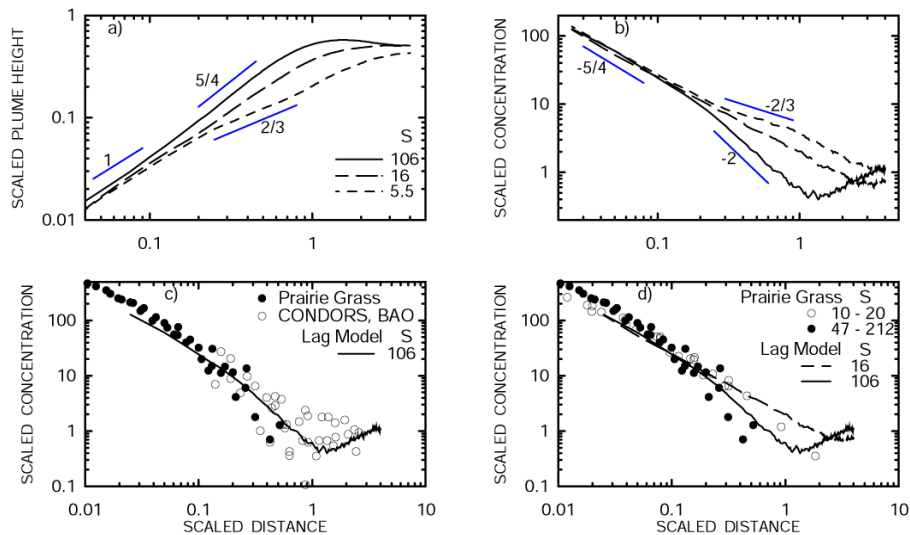 a)
SCALED PLUME HEIGHT
1
0.1
0.01
5/4
1
2/3
S
106
16
5.5
0.1
1
b)
SCALED CONCENTRATION
100
10
1
-5/4
-2/3
-2
0.1
1
c)
SCALED CONCENTRATION
100
10
1
0.1
Prairie Grass
CONDORS, BAO
Lag Model S
106
0.01
0.1
1
10
SCALED DISTANCE
d)
SCALED CONCENTRATION
100
10
1
0.1
Prairie Grass S
10 - 20
47 - 212
Lag Model S
16
106
0.01
0.1
1
10
SCALED DISTANCE